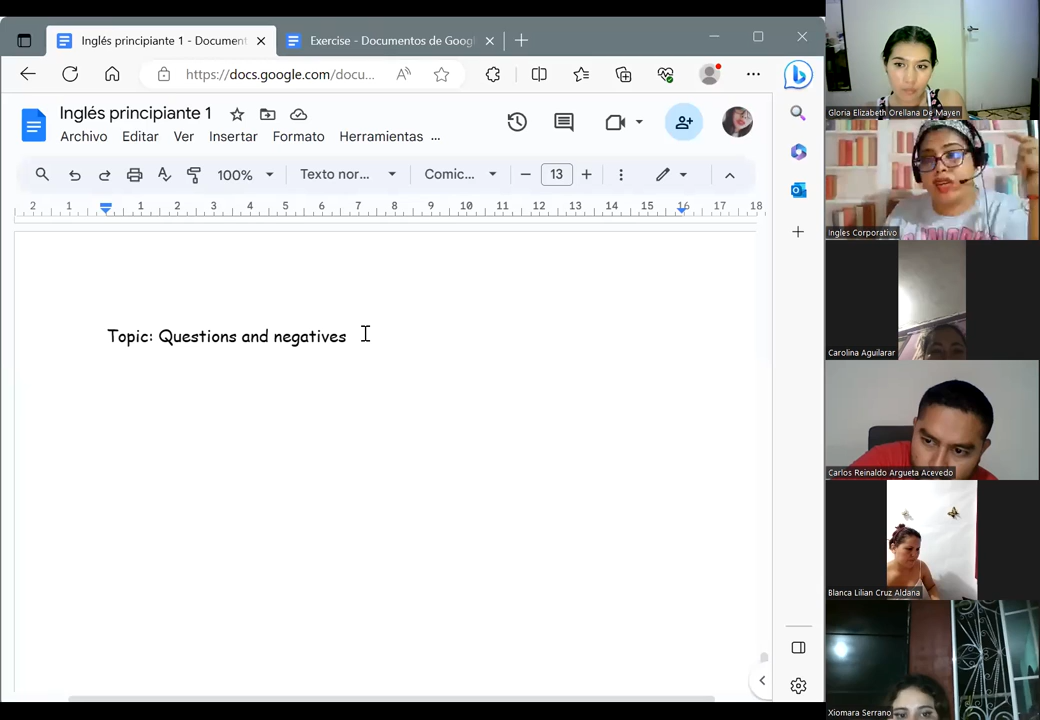 Inglés principiante 1 - Document
Exercise - Documentos de Goog
https://docs.google.com/docu...
Inglés principiante 1
Archivo Editar Ver Insertar Formato Herramientas ...
100% Texto nor... Comic... 13
2 1 1 2 3 4 5 6 7 8 9 10 11 12 13 14 15 16 17 18
Topic: Questions and negatives
Gloria Elizabeth Orellana De Mayen
Ingles Corporativo
Carolina Aguilarar
Carlos Reinaldo Argueta Acevedo
Blanca Lilian Cruz Aldana
Xiomara Serrano